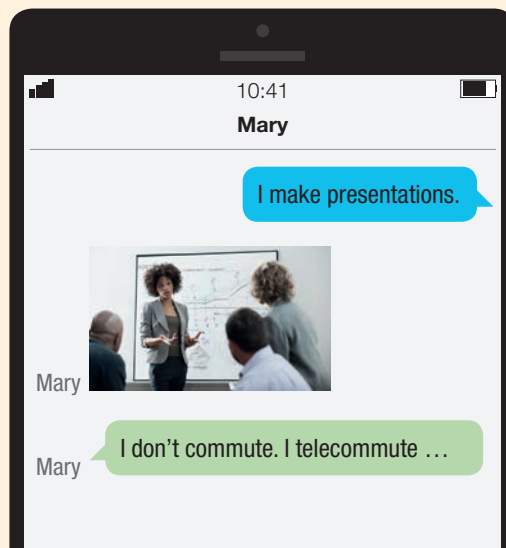 10:41
Mary
I make presentations.
Mary
I don’t commute. I telecommute …
Mary